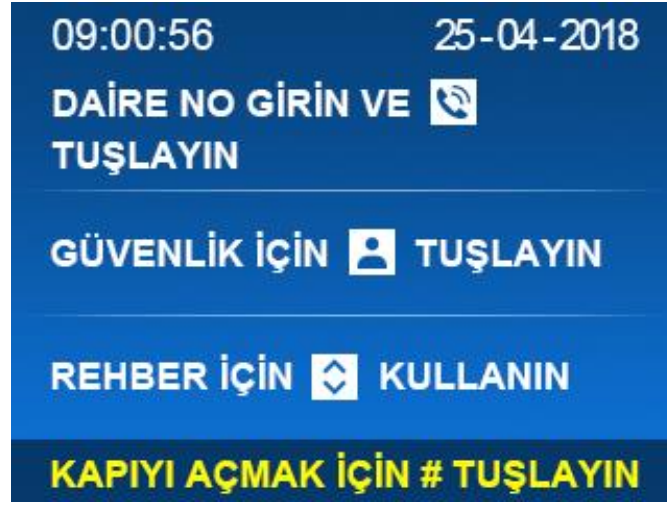 09:00:56 25-04-2018
DAİRE NO GİRİN VE
TUŞLAYIN
GÜVENLİK İÇİN TUŞLAYIN
REHBER İÇİN KULLANIN
KAPIYI AÇMAK İÇİN # TUŞLAYIN